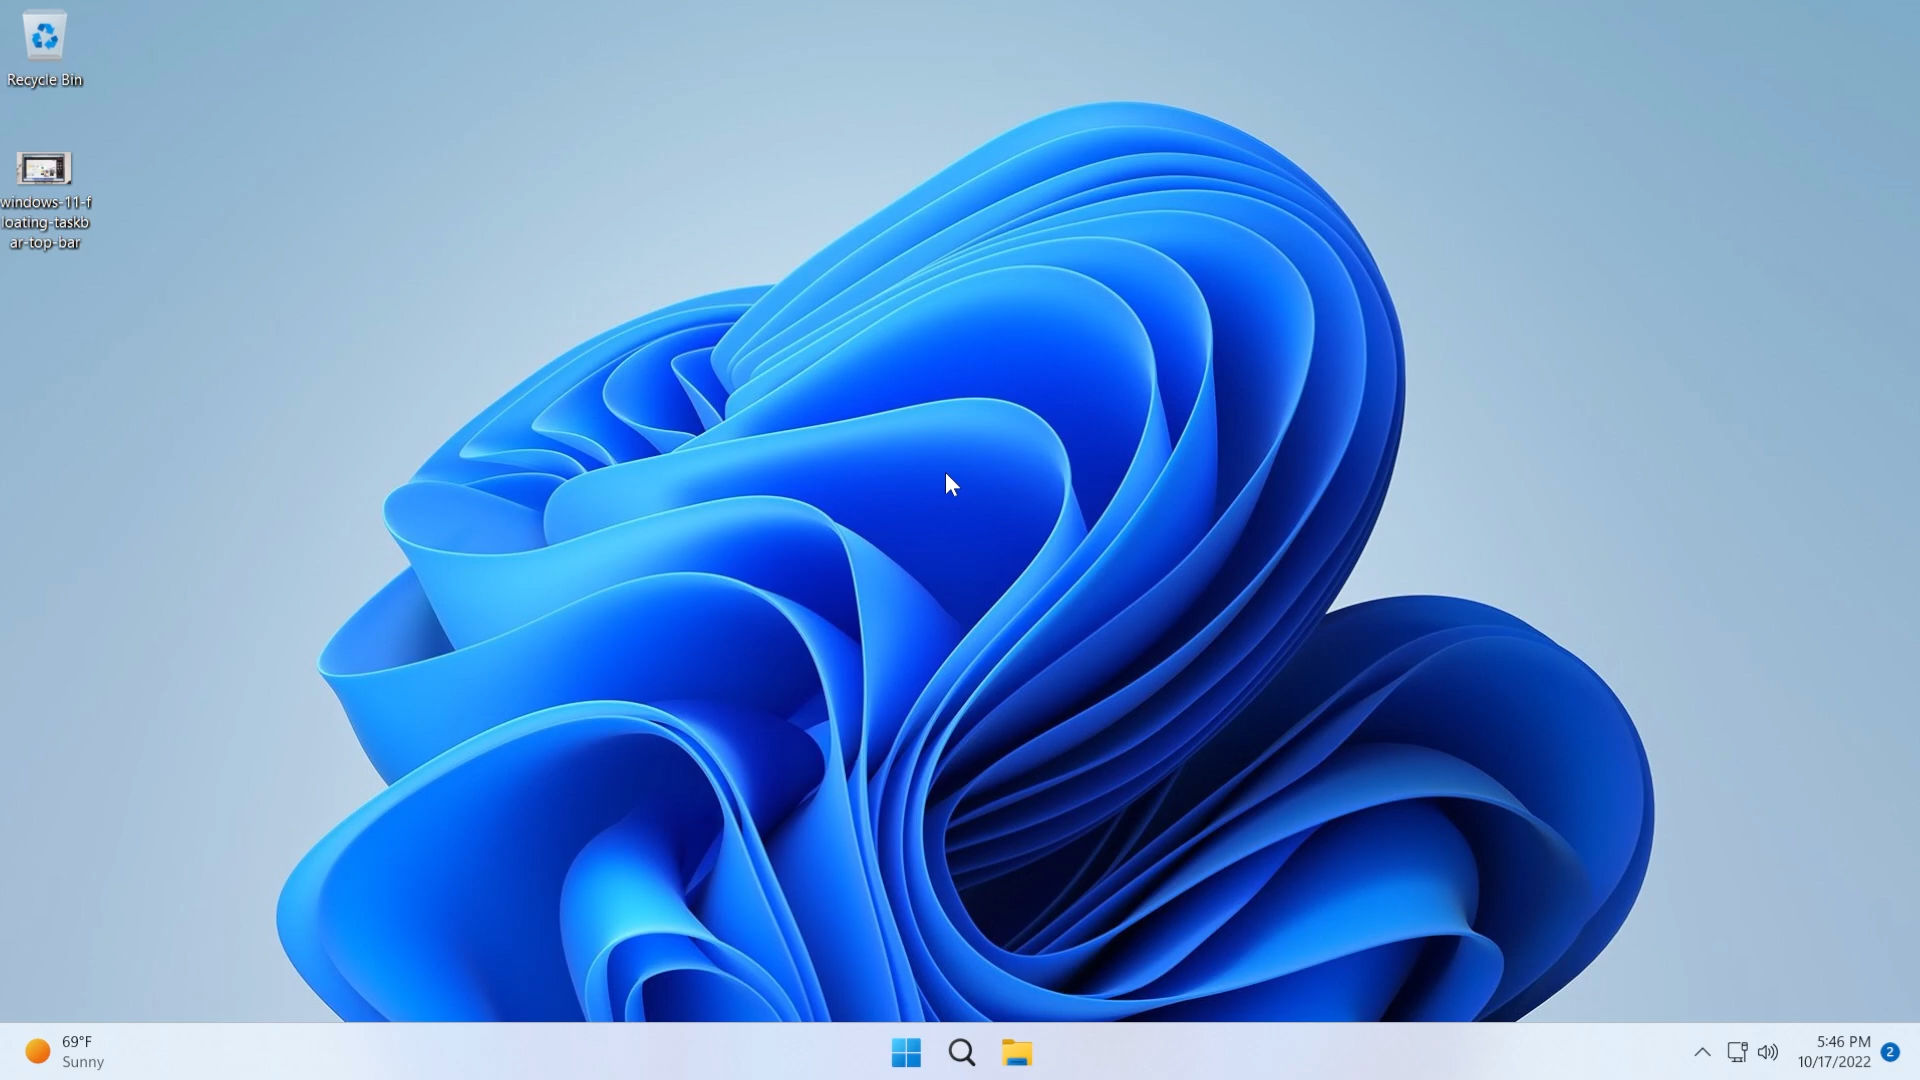 Recycle Bin
windows-11-f
loating-taskb
ar-top-bar
69°F
Sunny
5:46 PM
10/17/2022
2